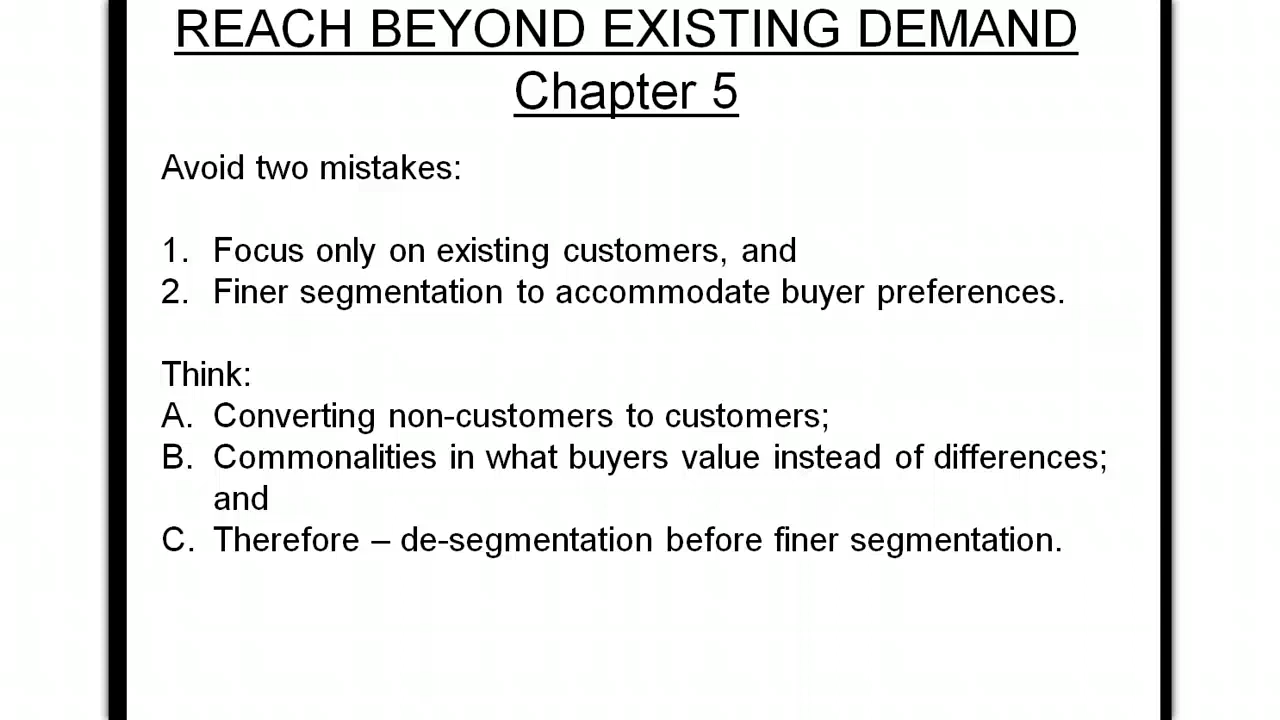 REACH BEYOND EXISTING DEMAND
Chapter 5
Avoid two mistakes:
1. Focus only on existing customers, and
2. Finer segmentation to accommodate buyer preferences.
Think:
A. Converting non-customers to customers;
B. Commonalities in what buyers value instead of differences;
and
C. Therefore – de-segmentation before finer segmentation.